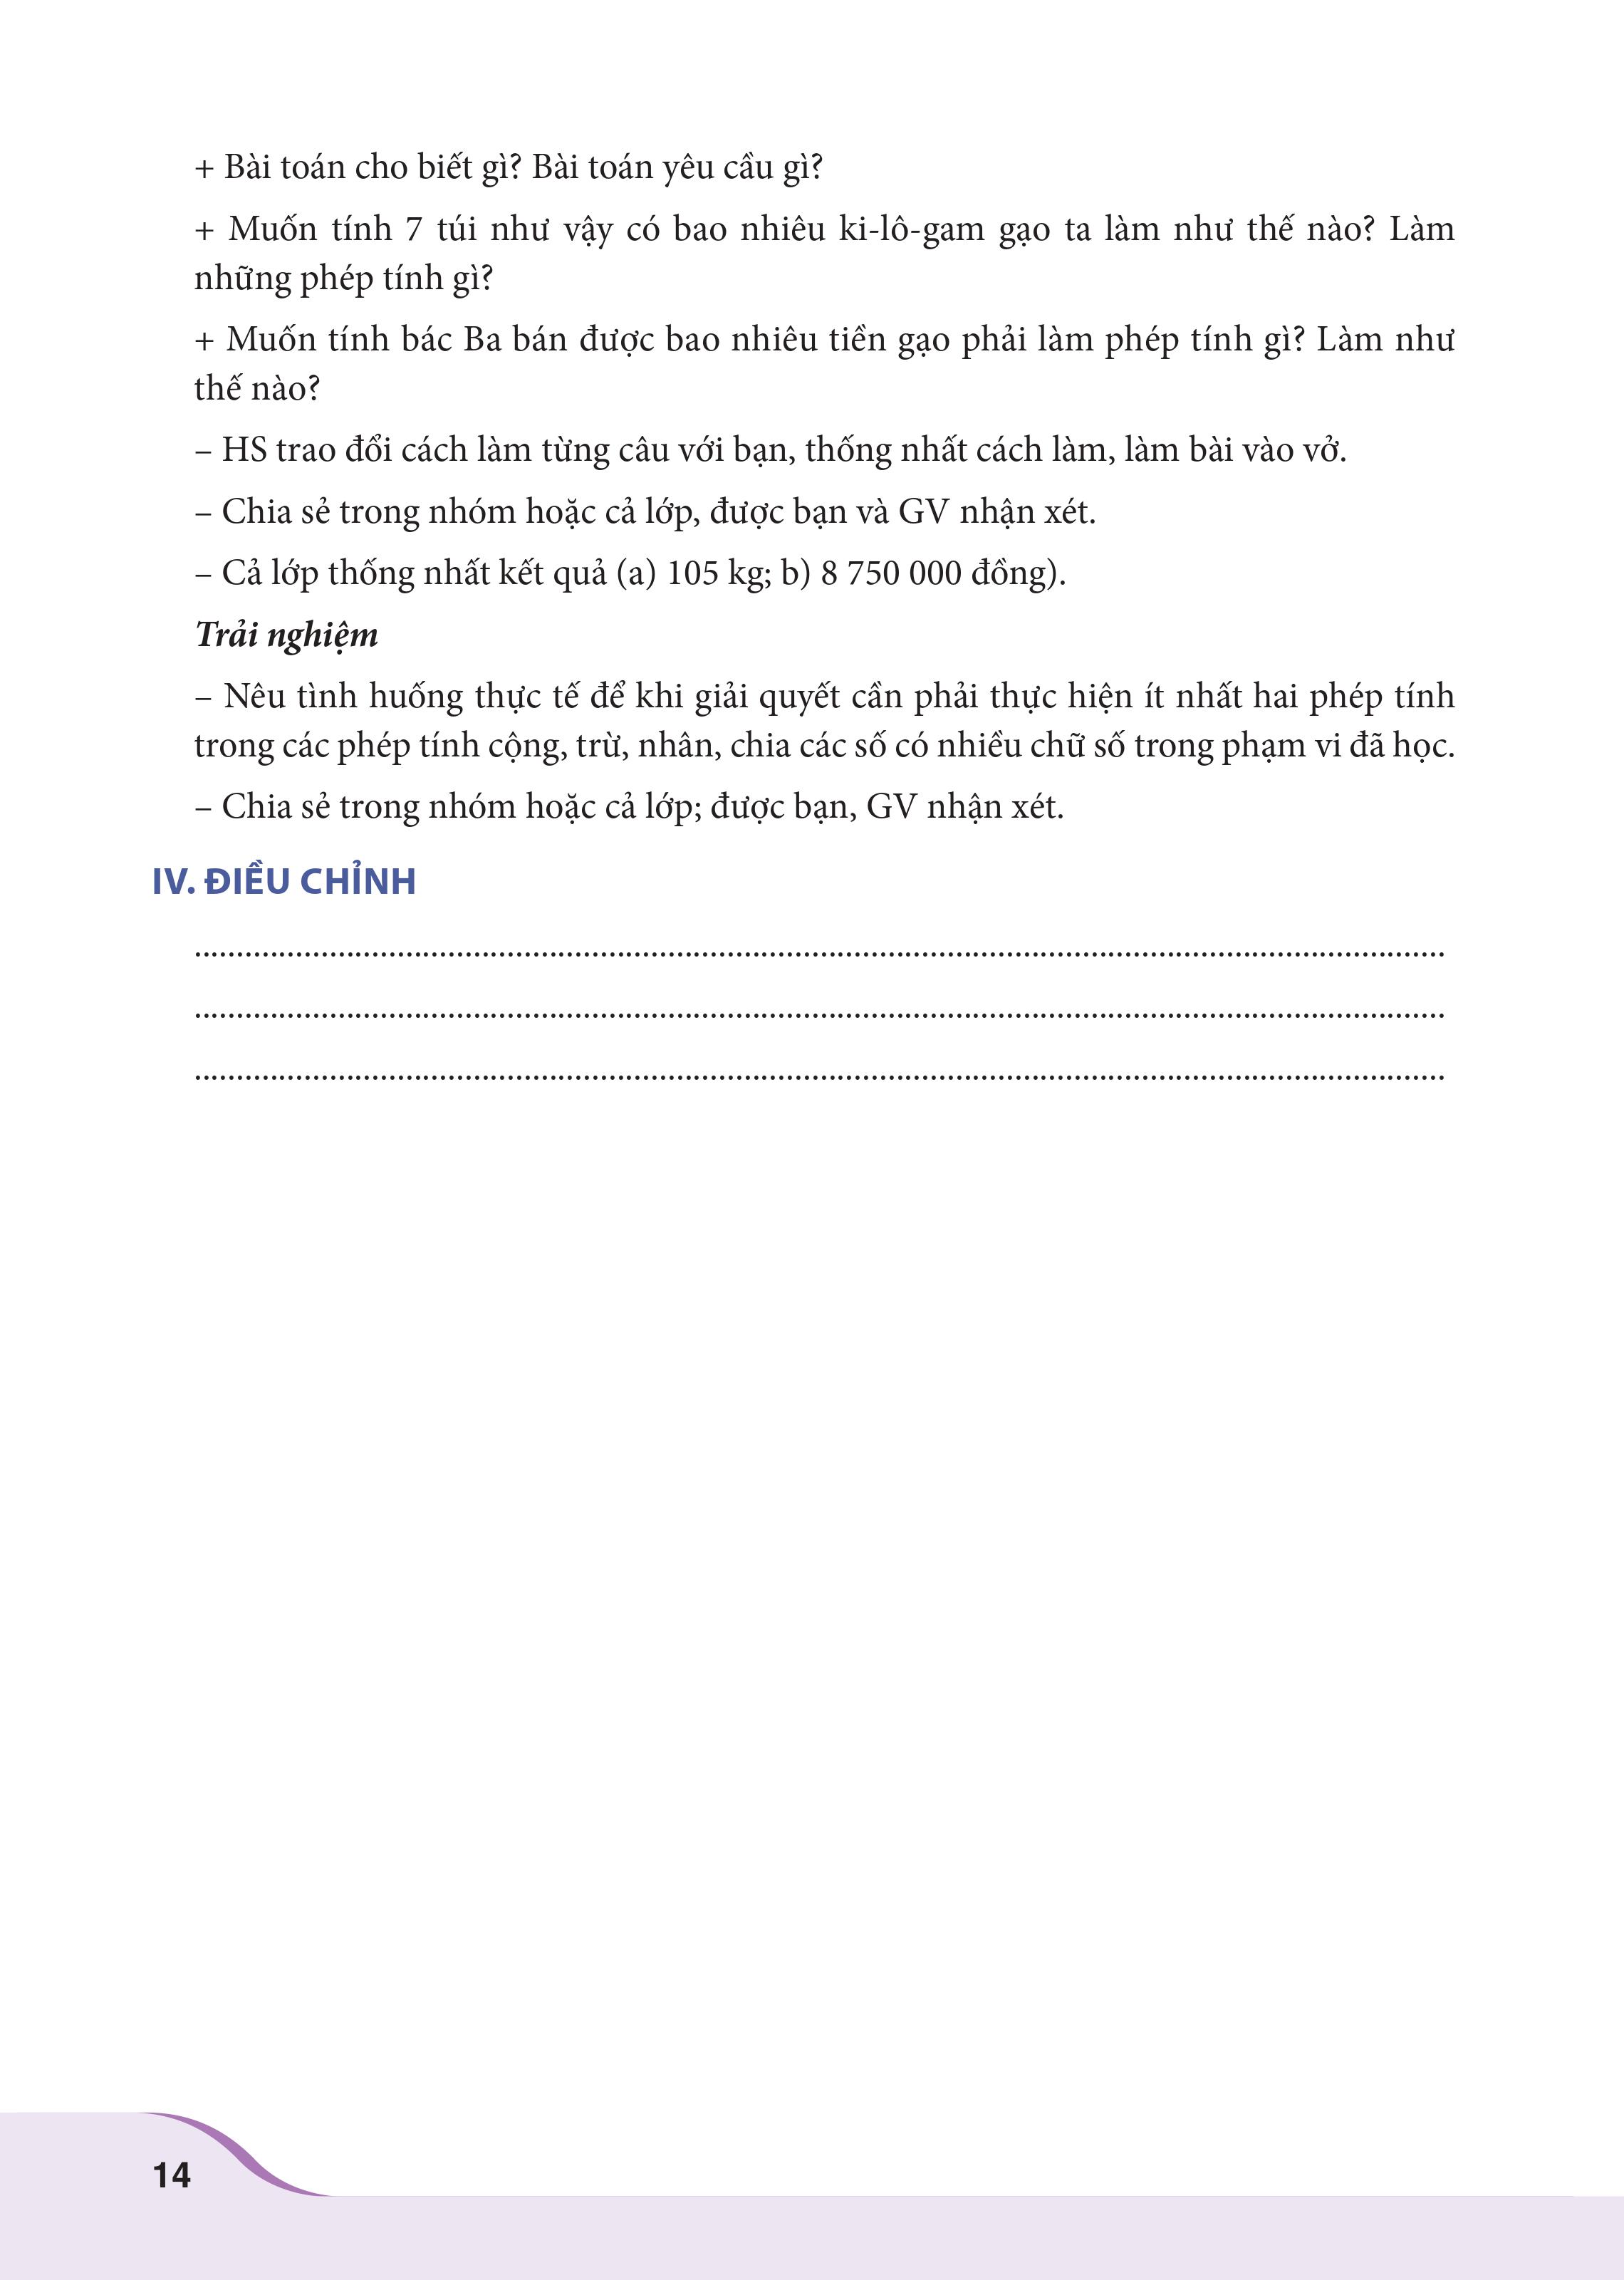 + Bài toán cho biết gì? Bài toán yêu cầu gì?
+ Muốn tính 7 túi như vậy có bao nhiêu ki-lô-gam gạo ta làm như thế nào? Làm
những phép tính gì?
+ Muốn tính bác Ba bán được bao nhiêu tiền gạo phải làm phép tính gì? Làm như
thế nào?
– HS trao đổi cách làm từng câu với bạn, thống nhất cách làm, làm bài vào vở.
– Chia sẻ trong nhóm hoặc cả lớp, được bạn và GV nhận xét.
– Cả lớp thống nhất kết quả (a) 105 kg; b) 8 750 000 đồng).
Trải nghiệm
– Nêu tình huống thực tế để khi giải quyết cần phải thực hiện ít nhất hai phép tính
trong các phép tính cộng, trừ, nhân, chia các số có nhiều chữ số trong phạm vi đã học.
– Chia sẻ trong nhóm hoặc cả lớp; được bạn, GV nhận xét.
IV. ĐIỀU CHỈNH
....................................................................................................................................................
....................................................................................................................................................
....................................................................................................................................................
14